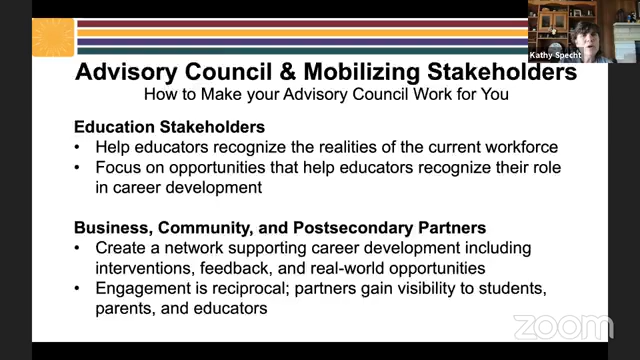 Advisory Council & Mobilizing Stakeholders
How to Make your Advisory Council Work for You
Education Stakeholders
• Help educators recognize the realities of the current workforce
• Focus on opportunities that help educators recognize their role
in career development
Business, Community, and Postsecondary Partners
• Create a network supporting career development including
interventions, feedback, and real-world opportunities
• Engagement is reciprocal; partners gain visibility to students,
parents, and educators
Kathy Specht
zoom